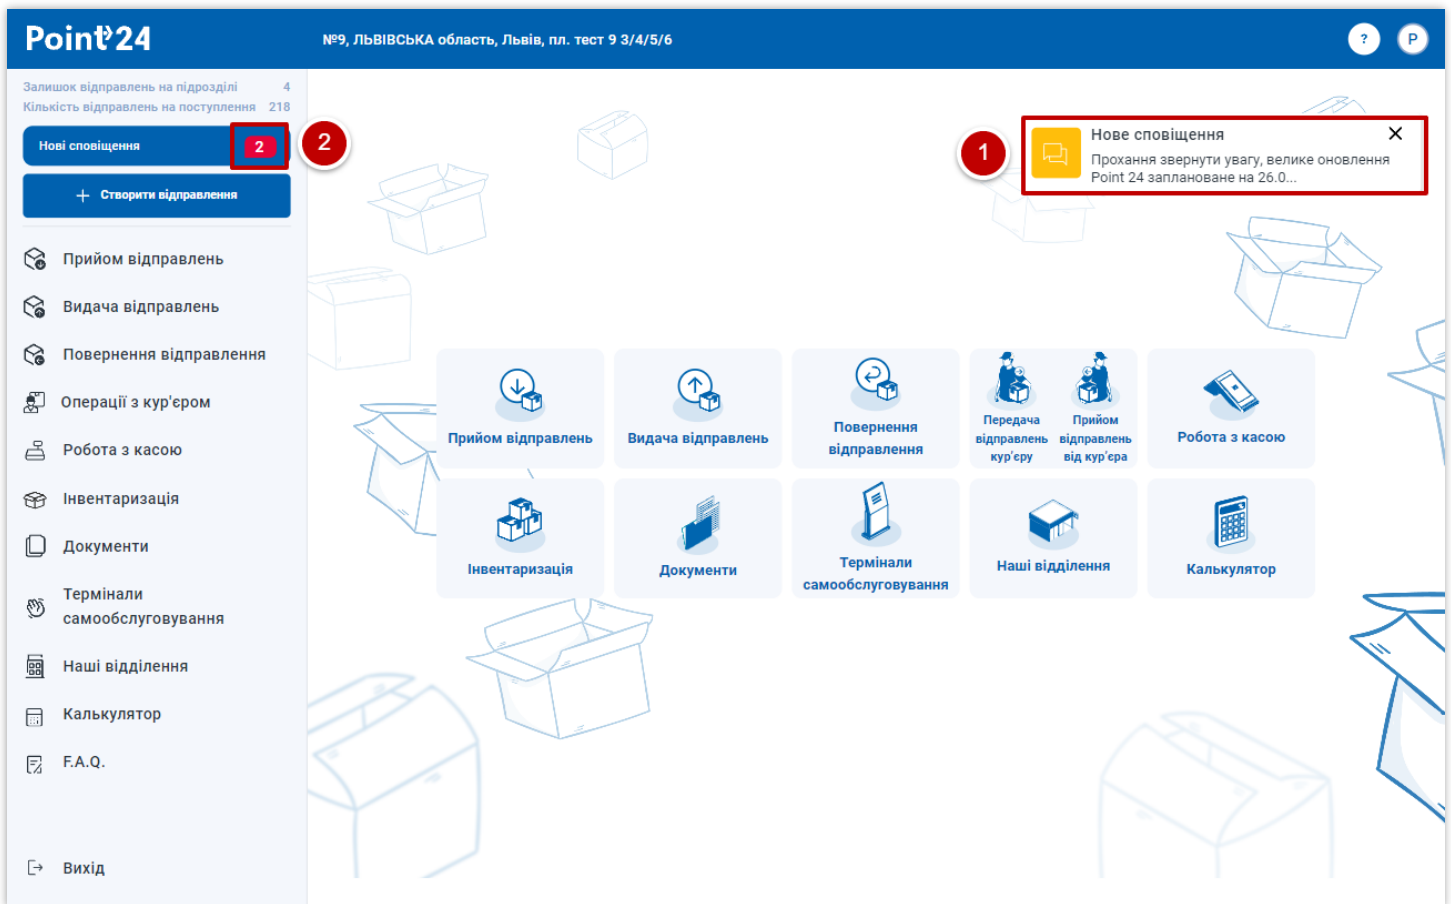 Point24
№9, ЛЬВІВСЬКА область, Львів, пл. тест 9 3/4/5/6
?
P
Залишок відправлень на підрозділі 4
Кількість відправлень на поступлення 218
Нові сповіщення 2
2
+ Створити відправлення
1
Нове сповіщення
Прохання звернути увагу, велике оновлення
Point 24 заплановане на 26.0...
Прийом відправлень
Видача відправлень
Повернення відправлення
Операції з кур'єром
Робота з касою
Інвентаризація
Документи
Термінали
самообслуговування
Наші відділення
Калькулятор
F.A.Q.
Вихід
Прийом відправлень
Видача відправлень
Повернення
відправлення
Передача
відправлень
кур'єру
Прийом
відправлень
від кур'єра
Робота з касою
Інвентаризація
Документи
Термінали
самообслуговування
Наші відділення
Калькулятор